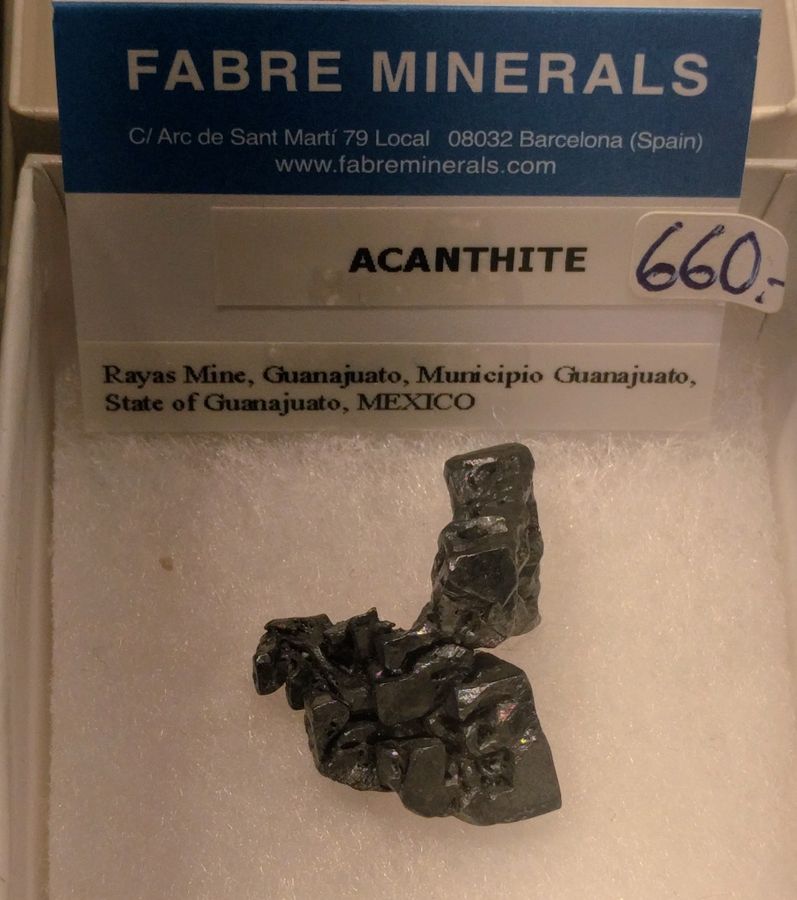 FABRE MINERALS
C/ Arc de Sant Martí 79 Local 08032 Barcelona (Spain)
www.fabreminerals.com
ACANTHITE
660.-
Rayas Mine, Guanajuato, Municipio Guanajuato,
State of Guanajuato, MEXICO